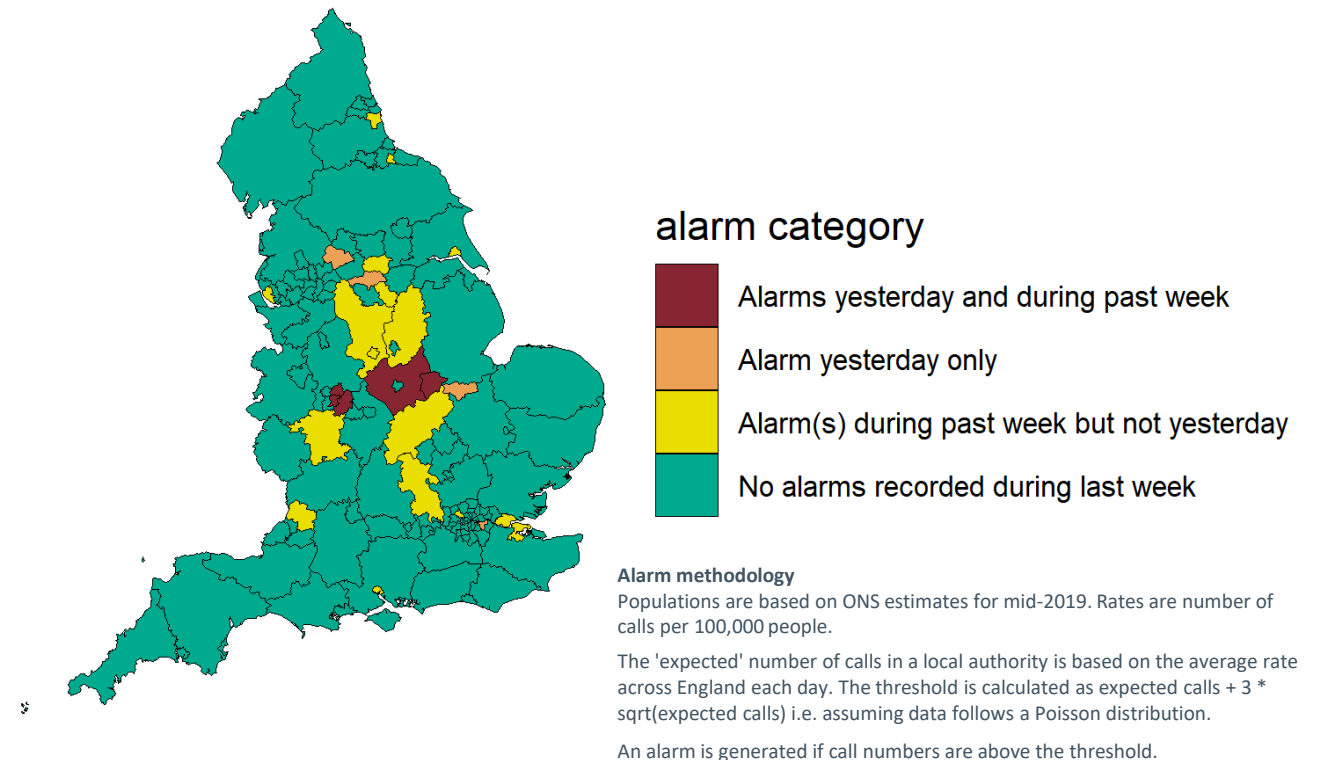 alarm category
Alarms yesterday and during past week
Alarm yesterday only
Alarm(s) during past week but not yesterday
No alarms recorded during last week
Alarm methodology
Populations are based on ONS estimates for mid-2019. Rates are number of
calls per 100,000 people.
The 'expected' number of calls in a local authority is based on the average rate
across England each day. The threshold is calculated as expected calls + 3 *
sqrt(expected calls) i.e. assuming data follows a Poisson distribution.
An alarm is generated if call numbers are above the threshold.